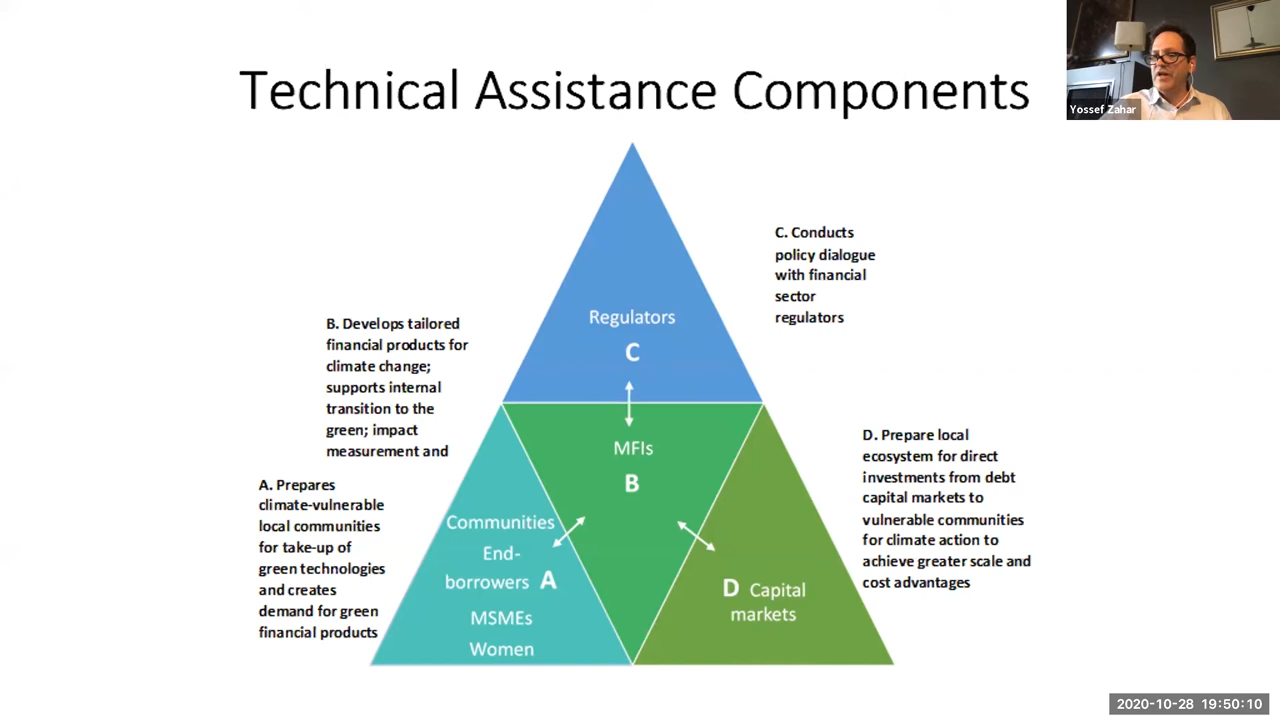 Technical Assistance Components
Yossef Zahar
C. Conducts
policy dialogue
with financial
sector
regulators
Regulators
C
B. Develops tailored
financial products for
climate change;
supports internal
transition to the
green; impact
measurement and
MFIs
B
D. Prepare local
ecosystem for direct
investments from debt
capital markets to
vulnerable communities
for climate action to
achieve greater scale and
cost advantages
A. Prepares
climate-vulnerable
local communities
for take-up of
green technologies
and creates
demand for green
financial products
Communities
End-
borrowers A
MSMEs
Women
D Capital
markets
2020-10-28 19:50:10